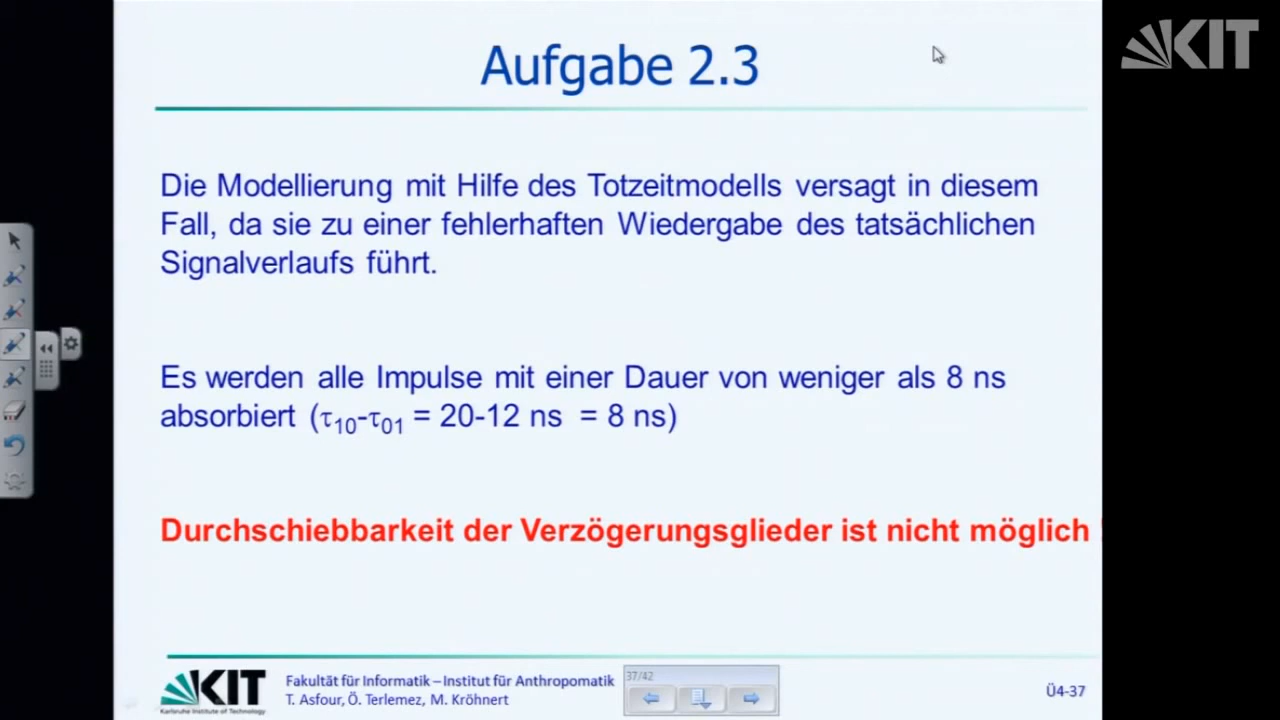 KIT
Aufgabe 2.3
Die Modellierung mit Hilfe des Totzeitmodells versagt in diesem
Fall, da sie zu einer fehlerhaften Wiedergabe des tatsächlichen
Signalverlaufs führt.
Es werden alle Impulse mit einer Dauer von weniger als 8 ns
absorbiert (τ10-τ01 = 20-12 ns = 8 ns)
Durchschiebbarkeit der Verzögerungsglieder ist nicht möglich !
KIT
Karlsruhe Institute of Technology
Fakultät für Informatik – Institut für Anthropomatik
T. Asfour, Ö. Terlemez, M. Kröhnert
37/42
Ü4-37